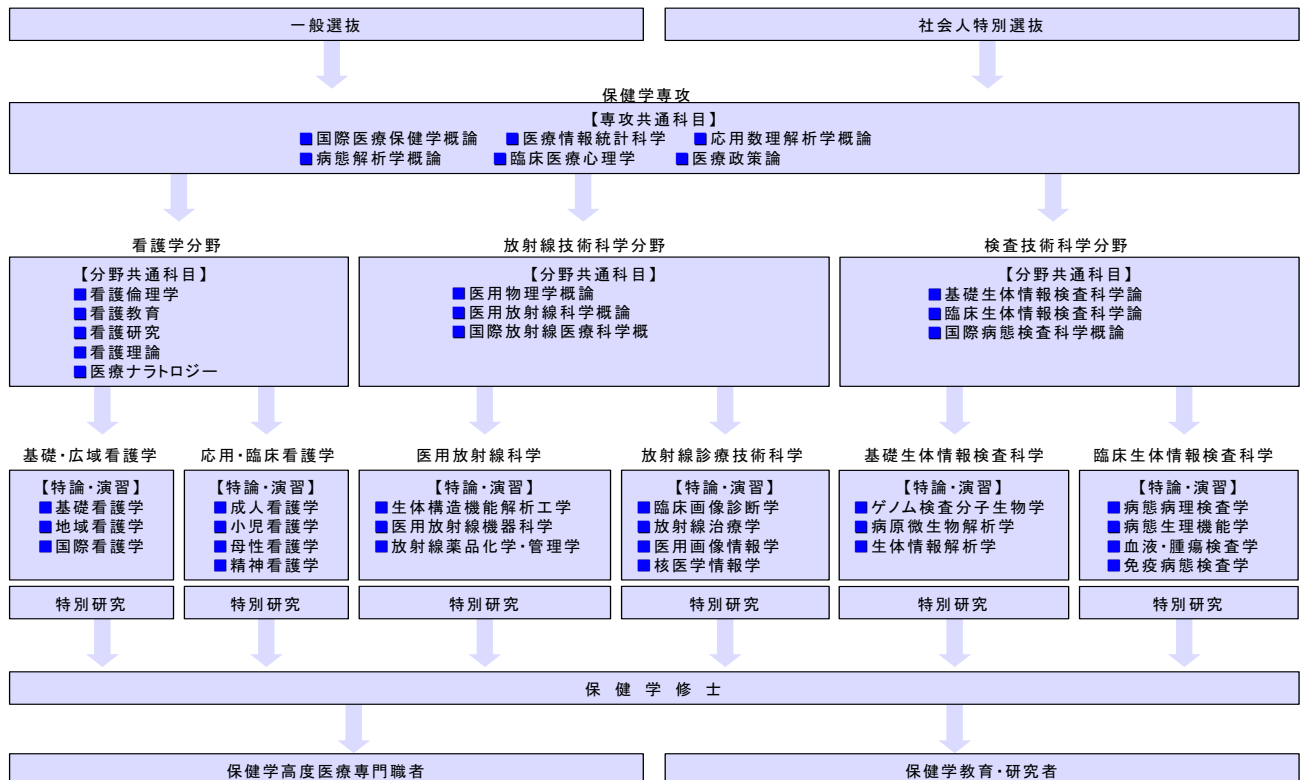 一般選抜
社会人特別選抜
保健学専攻
【専攻共通科目】
■国際医療保健学概論 ■医療情報統計科学 ■応用数理解析学概論
■病態解析学概論 ■臨床医療心理学 ■医療政策論
看護学分野
【分野共通科目】
■看護倫理学
■看護教育
■看護研究
■看護理論
■医療ナラトロジー
放射線技術科学分野
【分野共通科目】
■医用物理学概論
■医用放射線科学概論
■国際放射線医療科学概
検査技術科学分野
【分野共通科目】
■基礎生体情報検査科学論
■臨床生体情報検査科学論
■国際病態検査科学概論
基礎・広域看護学
【特論・演習】
■基礎看護学
■地域看護学
■国際看護学
特別研究
応用・臨床看護学
【特論・演習】
■成人看護学
■小児看護学
■母性看護学
■精神看護学
特別研究
医用放射線科学
【特論・演習】
■生体構造機能解析工学
■医用放射線機器科学
■放射線薬品化学・管理学
特別研究
放射線診療技術科学
【特論・演習】
■臨床画像診断学
■放射線治療学
■医用画像情報学
■核医学情報学
特別研究
基礎生体情報検査科学
【特論・演習】
■ゲノム検査分子生物学
■病原微生物解析学
■生体情報解析学
特別研究
臨床生体情報検査科学
【特論・演習】
■病態病理検査学
■病態生理機能学
■血液・腫瘍検査学
■免疫病態検査学
特別研究
保健学修士
保健学高度医療専門職者
保健学教育・研究者